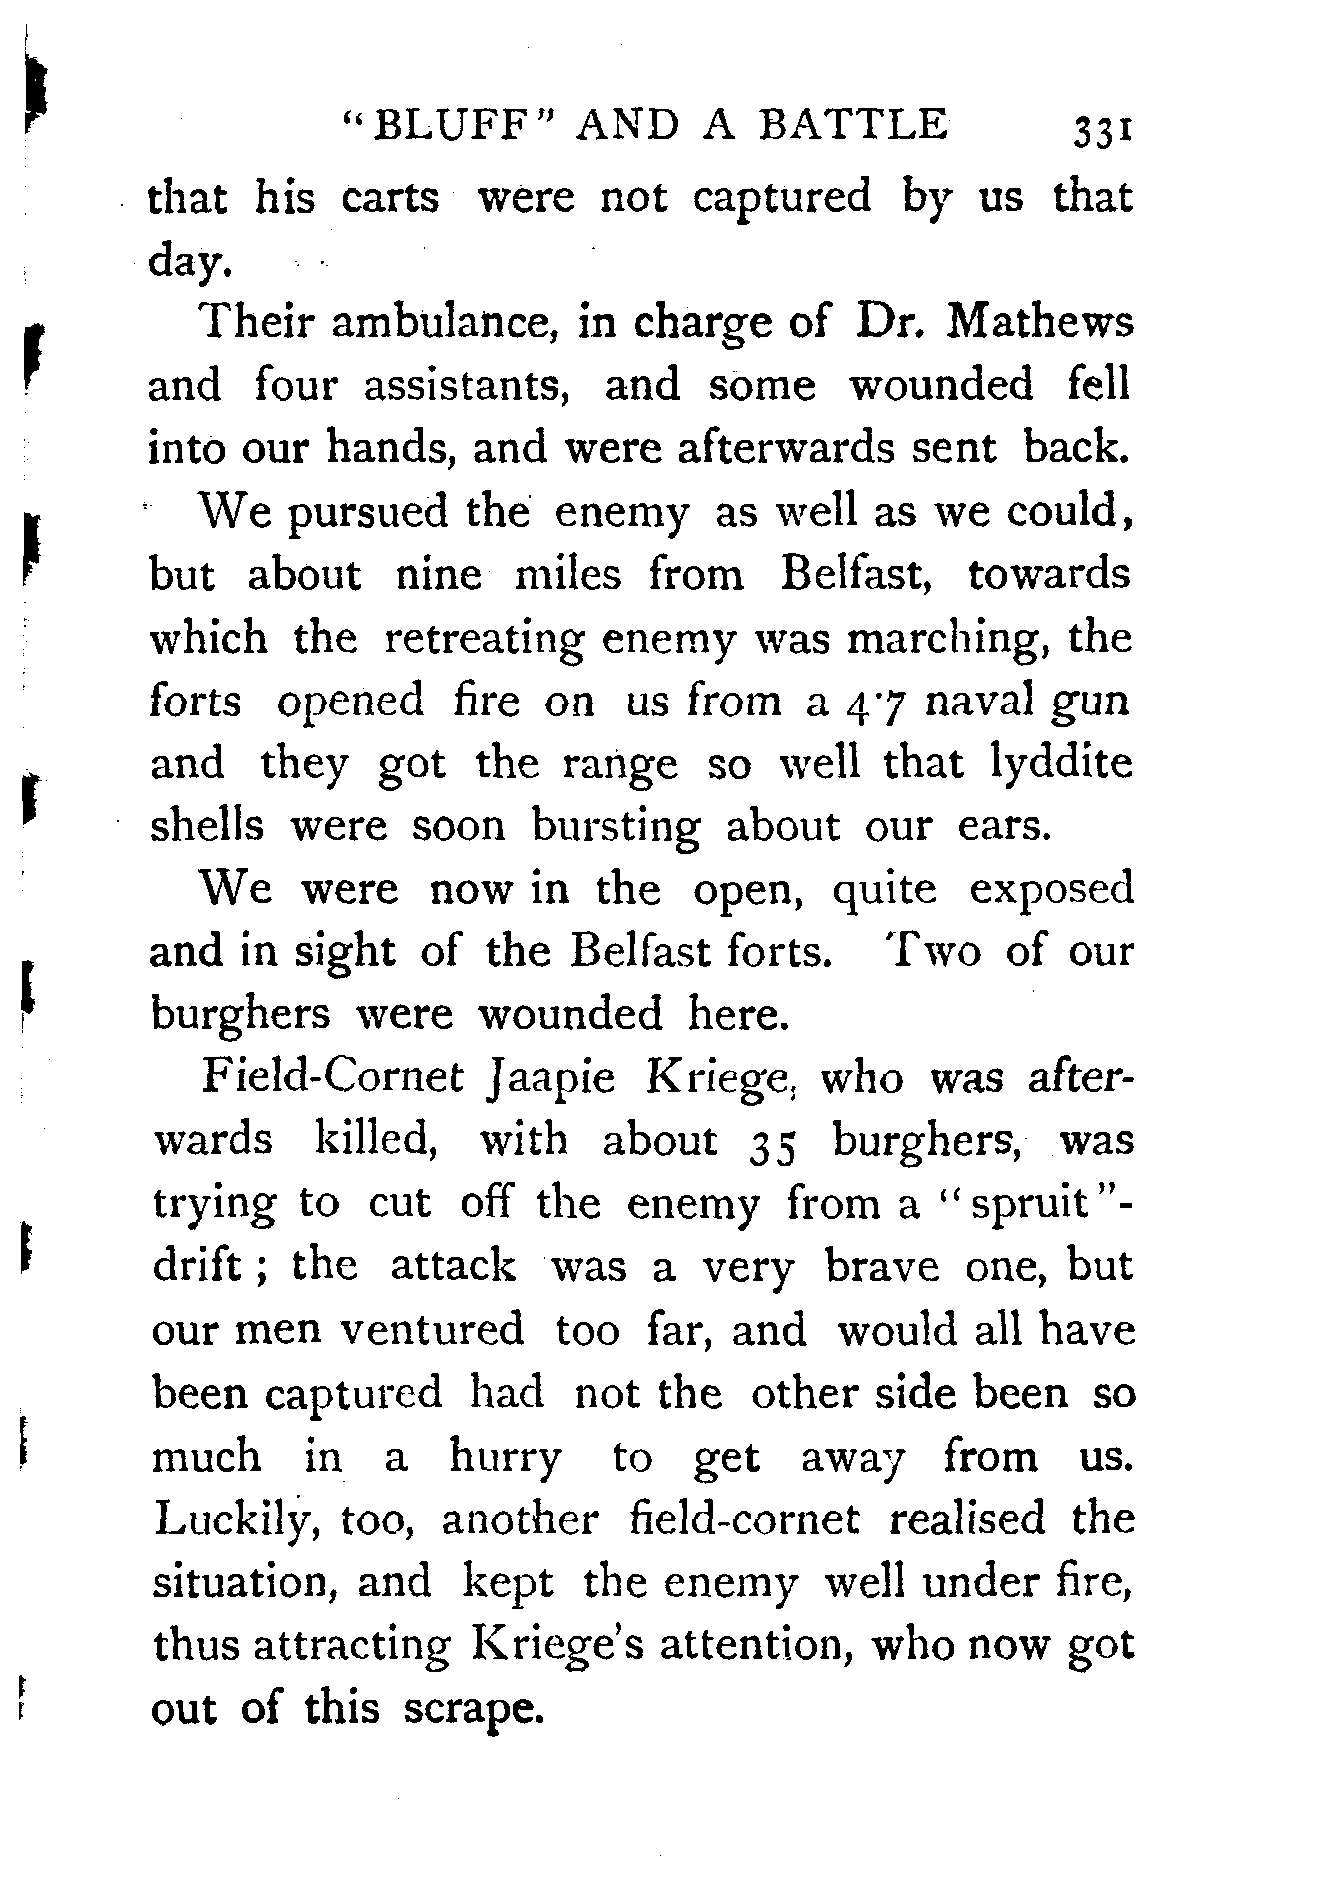 "BLUFF" AND A BATTLE 331
that his carts were not captured by us that
day.
Their ambulance, in charge of Dr. Mathews
and four assistants, and some wounded fell
into our hands, and were afterwards sent back.
We pursued the enemy as well as we could,
but about nine miles from Belfast, towards
which the retreating enemy was marching, the
forts opened fire on us from a 4·7 naval gun
and they got the range so well that lyddite
shells were soon bursting about our ears.
We were now in the open, quite exposed
and in sight of the Belfast forts. Two of our
burghers were wounded here.
Field-Cornet Jaapie Kriege, who was after-
wards killed, with about 35 burghers, was
trying to cut off the enemy from a "spruit"-
drift; the attack was a very brave one, but
our men ventured too far, and would all have
been captured had not the other side been so
much in a hurry to get away from us.
Luckily, too, another field-cornet realised the
situation, and kept the enemy well under fire,
thus attracting Kriege's attention, who now got
out of this scrape.